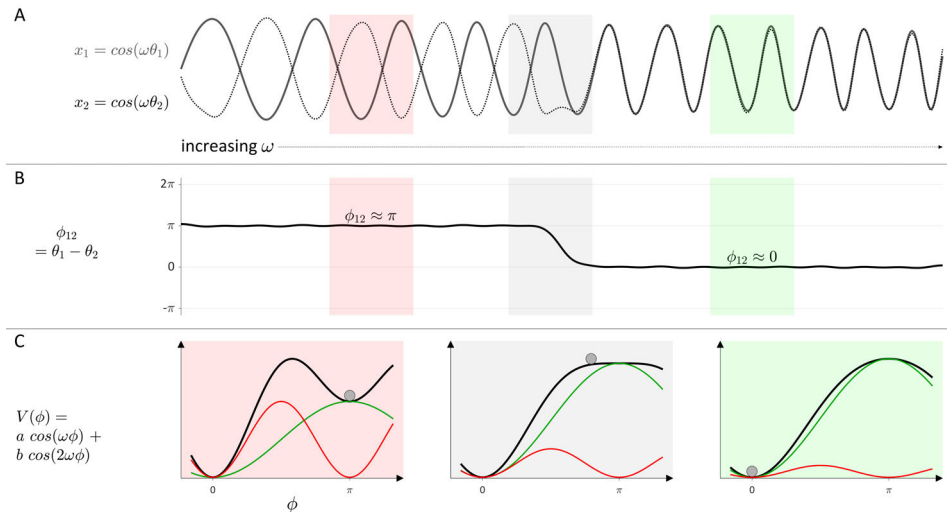 A
x₁ = cos(ωθ₁)
x₂ = cos(ωθ₂)
increasing ω
B
2π
π
0
-π
ϕ₁₂
= θ₁ − θ₂
ϕ₁₂ ≈ π
ϕ₁₂ ≈ 0
C
V(ϕ) =
a cos(ωϕ) +
b cos(2ωϕ)
0 π
0 π
0 π
ϕ